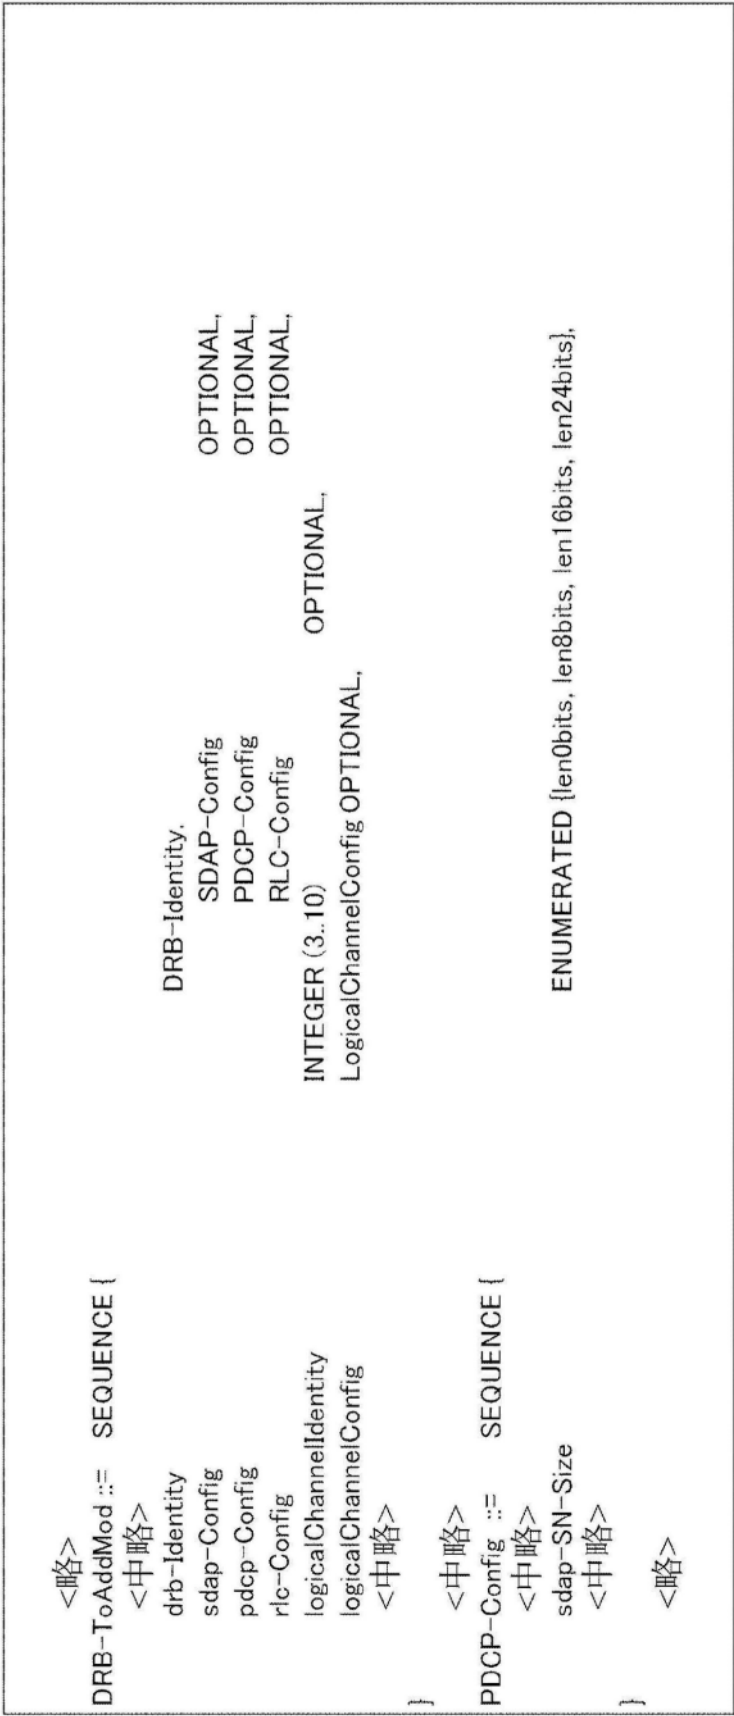 <略>
DRB-ToAddMod ::= SEQUENCE {
<中略>
drb-Identity DRB-Identity,
sdap-Config SDAP-Config OPTIONAL,
pdcp-Config PDCP-Config OPTIONAL,
rlc-Config RLC-Config OPTIONAL,
logicalChannelIdentity INTEGER (3..10) OPTIONAL,
logicalChannelConfig LogicalChannelConfig OPTIONAL,
<中略>
}
<中略>
PDCP-Config ::= SEQUENCE {
<中略>
sdap-SN-Size ENUMERATED {len0bits, len8bits, len16bits, len24bits},
<中略>
}
<略>